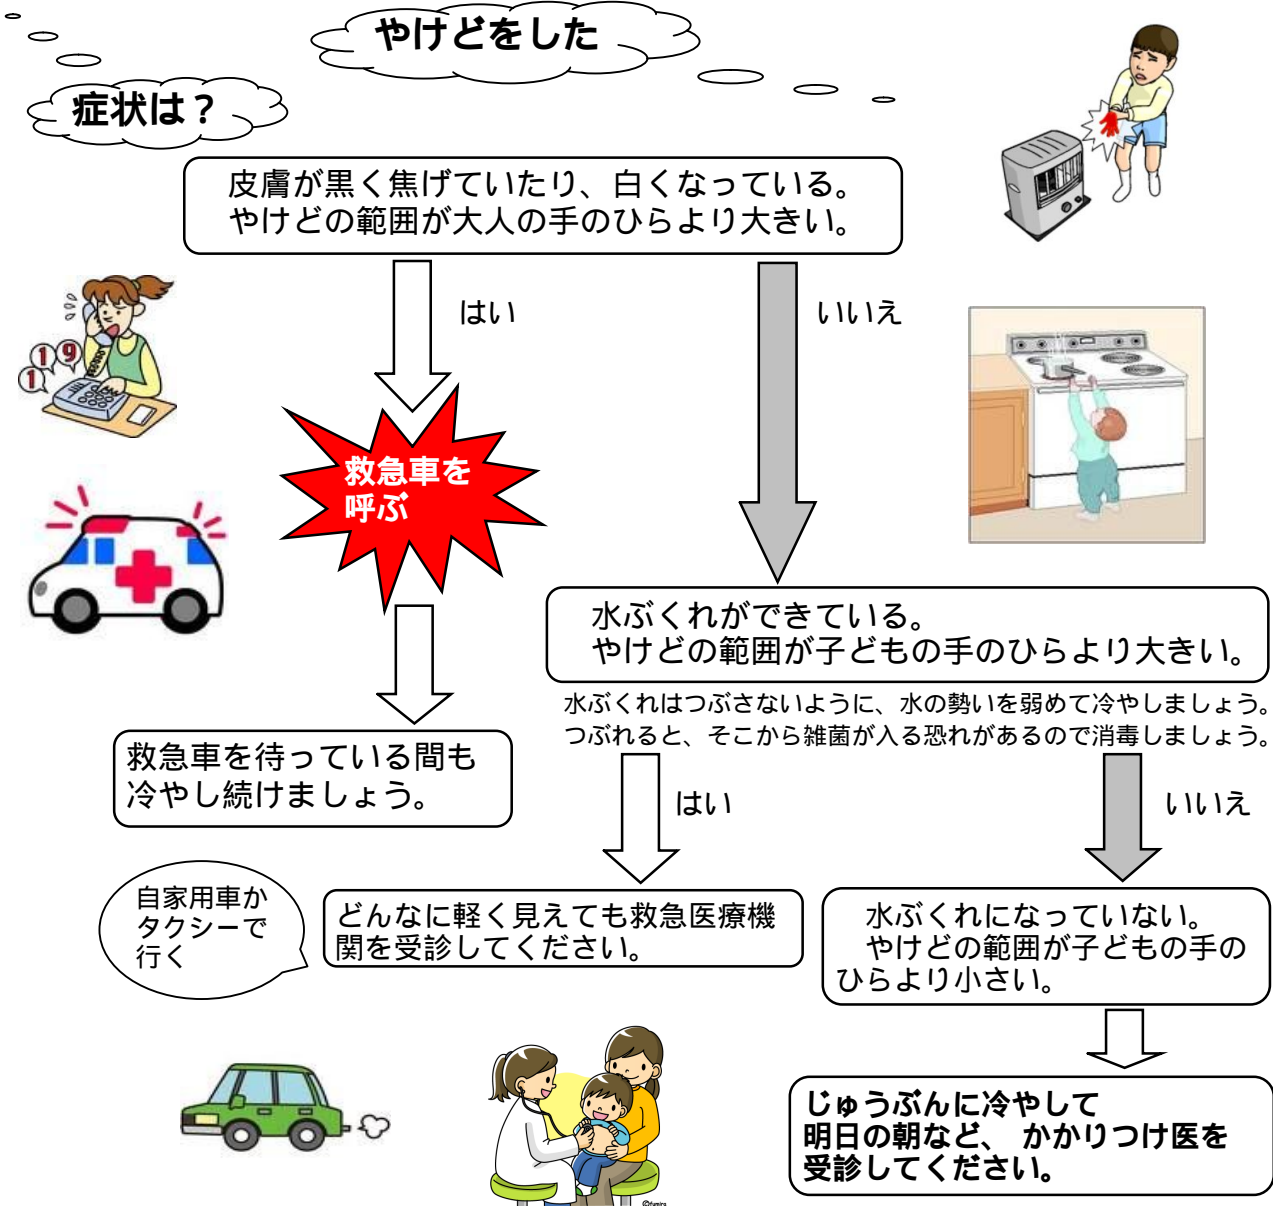 やけどをした
症状は？
皮膚が黒く焦げていたり、白くなっている。
やけどの範囲が大人の手のひらより大きい。
はい
いいえ
1
1
9
救急車を
呼ぶ
水ぶくれができている。
やけどの範囲が子どもの手のひらより大きい。
水ぶくれはつぶさないように、水の勢いを弱めて冷やしましょう。
つぶれると、そこから雑菌が入る恐れがあるので消毒しましょう。
救急車を待っている間も
冷やし続けましょう。
はい
いいえ
自家用車か
タクシーで
行く
どんなに軽く見えても救急医療機
関を受診してください。
水ぶくれになっていない。
やけどの範囲が子どもの手の
ひらより小さい。
じゅうぶんに冷やして
明日の朝など、 かかりつけ医を
受診してください。
©fumira